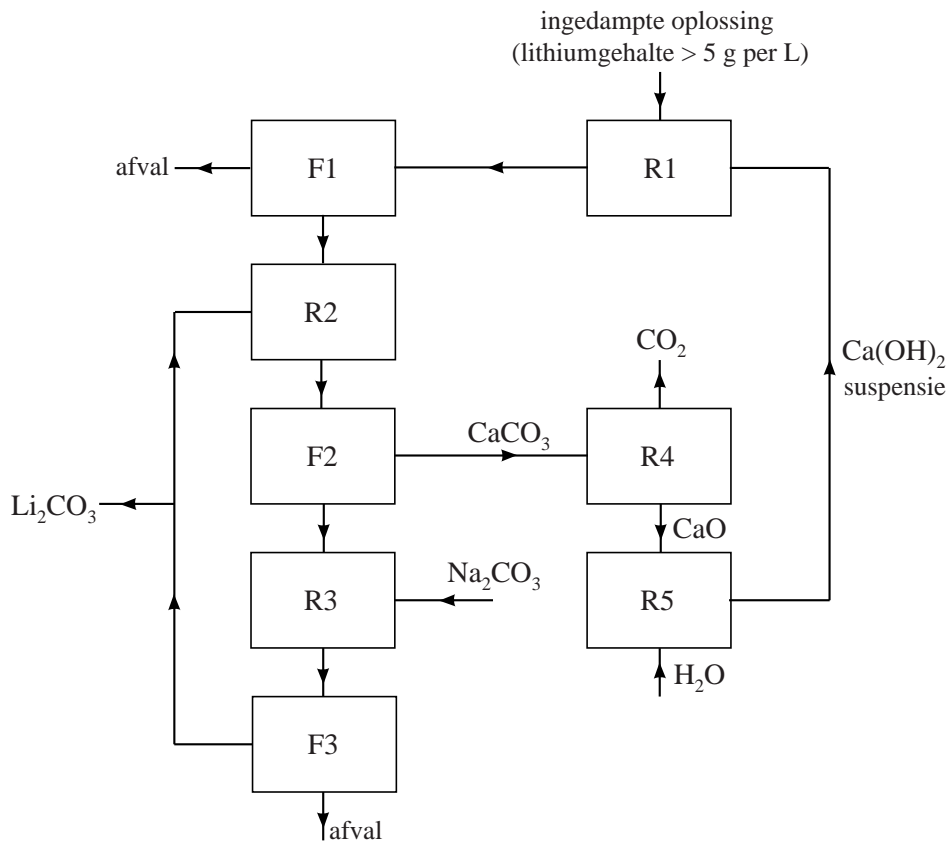 ingedampte oplossing
(lithiumgehalte > 5 g per L)
afval
F1
R1
R2
CO₂
Ca(OH)₂
suspensie
F2
CaCO₃
R4
Li₂CO₃
CaO
R3
Na₂CO₃
R5
H₂O
F3
afval